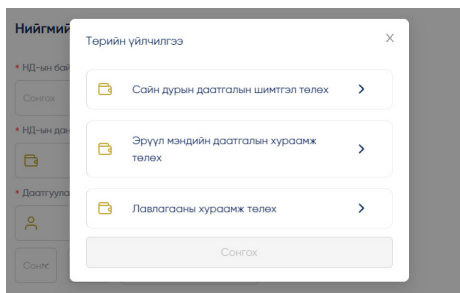 Нийгмий
Төрийн үйлчилгээ
* НД-ын бай
Сайн дурын даатгалын шимтгэл төлөх
Сонгох
* НД-ын дан
Эрүүл мэндийн даатгалын хураамж
төлөх
* Даатгуула
Лавлагааны хураамж төлөх
Сонгох